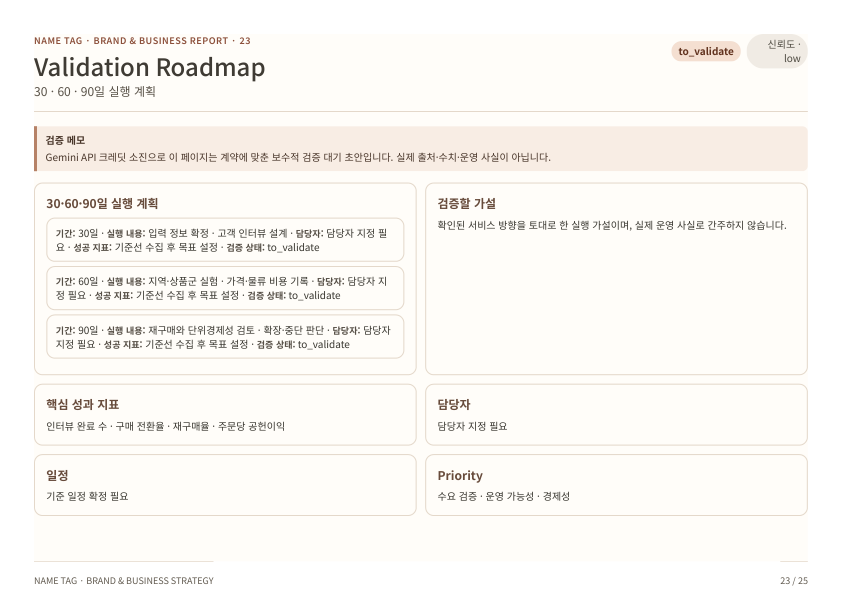 NAME TAG · BRAND & BUSINESS REPORT · 23
Validation Roadmap
30 · 60 · 90일 실행 계획
to_validate
신뢰도 ·
low
검증 메모
Gemini API 크레딧 소진으로 이 페이지는 계약에 맞춘 보수적 검증 대기 초안입니다. 실제 출처·수치·운영 사실이 아닙니다.
30·60·90일 실행 계획
기간: 30일 · 실행 내용: 입력 정보 확정 · 고객 인터뷰 설계 · 담당자: 담당자 지정 필
요 · 성공 지표: 기준선 수집 후 목표 설정 · 검증 상태: to_validate
기간: 60일 · 실행 내용: 지역·상품군 실험 · 가격·물류 비용 기록 · 담당자: 담당자 지
정 필요 · 성공 지표: 기준선 수집 후 목표 설정 · 검증 상태: to_validate
기간: 90일 · 실행 내용: 재구매와 단위경제성 검토 · 확장·중단 판단 · 담당자: 담당자
지정 필요 · 성공 지표: 기준선 수집 후 목표 설정 · 검증 상태: to_validate
검증할 가설
확인된 서비스 방향을 토대로 한 실행 가설이며, 실제 운영 사실로 간주하지 않습니다.
핵심 성과 지표
인터뷰 완료 수 · 구매 전환율 · 재구매율 · 주문당 공헌이익
담당자
담당자 지정 필요
일정
기준 일정 확정 필요
Priority
수요 검증 · 운영 가능성 · 경제성
NAME TAG · BRAND & BUSINESS STRATEGY
23 / 25